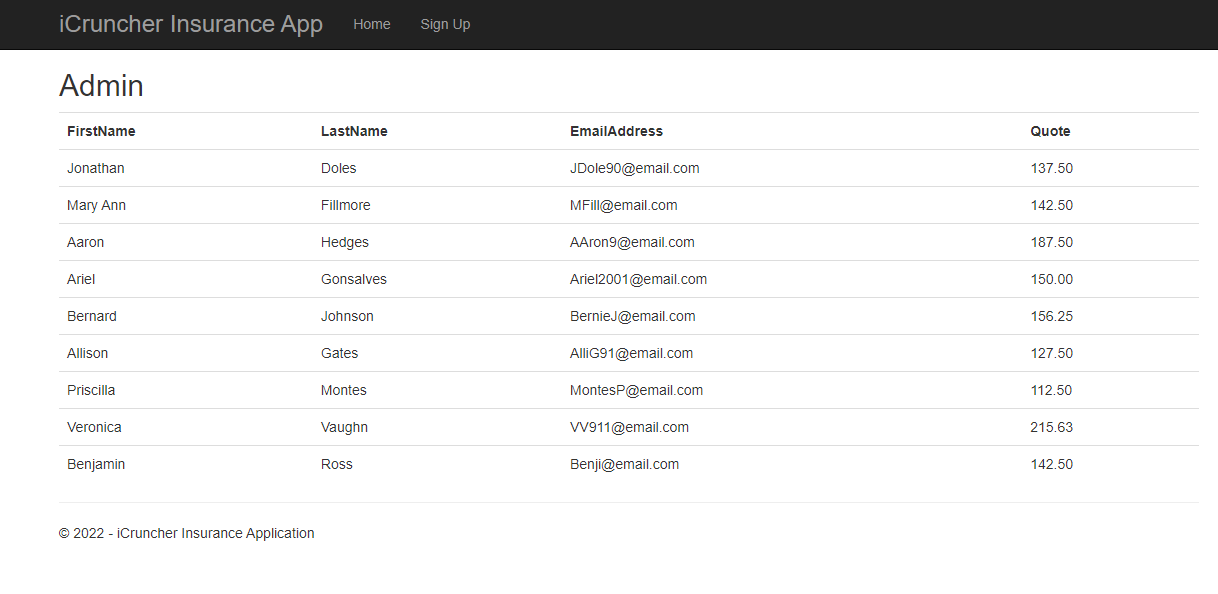 iCruncher Insurance App Home Sign Up
Admin
FirstName LastName EmailAddress Quote
Jonathan Doles JDole90@email.com 137.50
Mary Ann Fillmore MFill@email.com 142.50
Aaron Hedges AAron9@email.com 187.50
Ariel Gonsalves Ariel2001@email.com 150.00
Bernard Johnson BernieJ@email.com 156.25
Allison Gates AlliG91@email.com 127.50
Priscilla Montes MontesP@email.com 112.50
Veronica Vaughn VV911@email.com 215.63
Benjamin Ross Benji@email.com 142.50
© 2022 - iCruncher Insurance Application